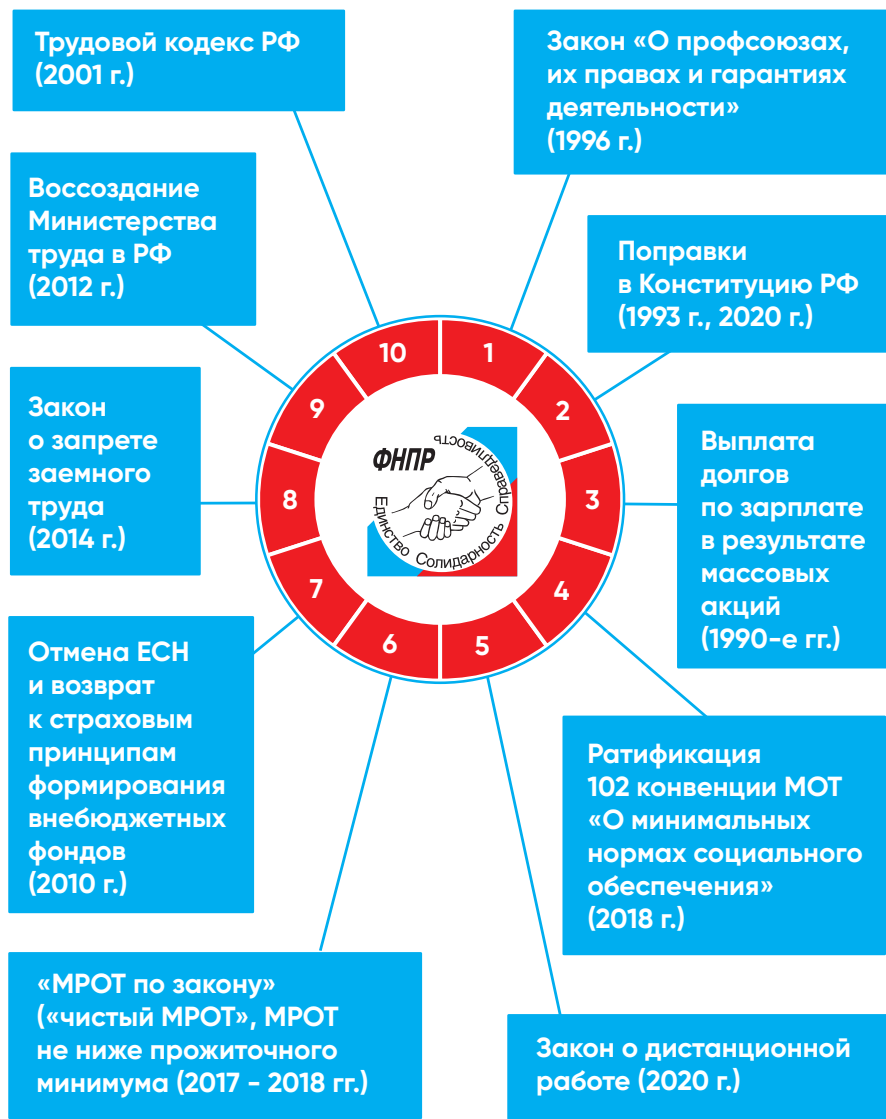 Трудовой кодекс РФ
(2001 г.)
Закон «О профсоюзах,
их правах и гарантиях
деятельности»
(1996 г.)
Воссоздание
Министерства
труда в РФ
(2012 г.)
Поправки
в Конституцию РФ
(1993 г., 2020 г.)
10
1
9
2
8
3
7
4
6
5
ФНПР
Единство Солидарность Справедливость
Закон
о запрете
заемного
труда
(2014 г.)
Выплата
долгов
по зарплате
в результате
массовых
акций
(1990-е гг.)
Отмена ЕСН
и возврат
к страховым
принципам
формирования
внебюджетных
фондов
(2010 г.)
Ратификация
102 конвенции МОТ
«О минимальных
нормах социального
обеспечения»
(2018 г.)
«МРОТ по закону»
(«чистый МРОТ», МРОТ
не ниже прожиточного
минимума (2017 - 2018 гг.)
Закон о дистанционной
работе (2020 г.)